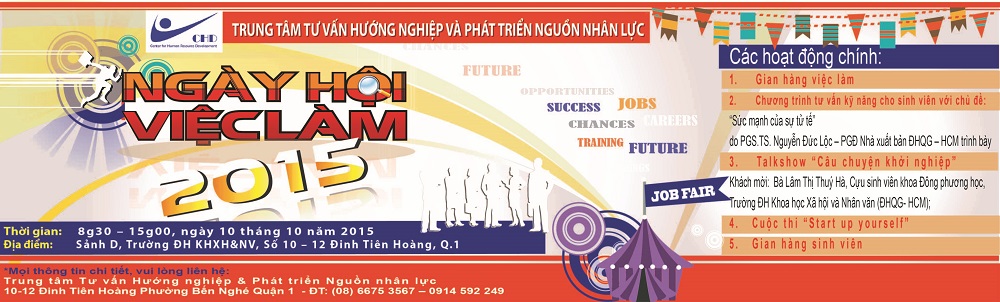 CHD
Center for Human Resource Development
TRUNG TÂM TƯ VẤN HƯỚNG NGHIỆP VÀ PHÁT TRIỂN NGUỒN NHÂN LỰC
NGÀY HỘI
VIỆC LÀM
2015
CHANCES
FUTURE
OPPORTUNITIES
SUCCESS JOBS
CHANCES CAREERS
TRAINING FUTURE
Thời gian: 8g30 – 15g00, ngày 10 tháng 10 năm 2015
Địa điểm: Sảnh D, Trường ĐH KHXH&NV, Số 10 – 12 Đinh Tiên Hoàng, Q.1
JOB FAIR
Các hoạt động chính:
1. Gian hàng việc làm
2. Chương trình tư vấn kỹ năng cho sinh viên với chủ đề:
"Sức mạnh của sự tử tế"
do PGS.TS. Nguyễn Đức Lộc – PGĐ Nhà xuất bản ĐHQG – HCM trình bày
3. Talkshow "Câu chuyện khởi nghiệp"
Khách mời: Bà Lâm Thị Thuý Hà, Cựu sinh viên khoa Đông phương học,
Trường ĐH Khoa học Xã hội và Nhân văn (ĐHQG- HCM);
4. Cuộc thi "Start up yourself"
5. Gian hàng sinh viên
*Mọi thông tin chi tiết, vui lòng liên hệ:
Trung tâm Tư vấn Hướng nghiệp & Phát triển Nguồn nhân lực
10-12 Đinh Tiên Hoàng Phường Bến Nghé Quận 1 - ĐT: (08) 6675 3567 – 0914 592 249